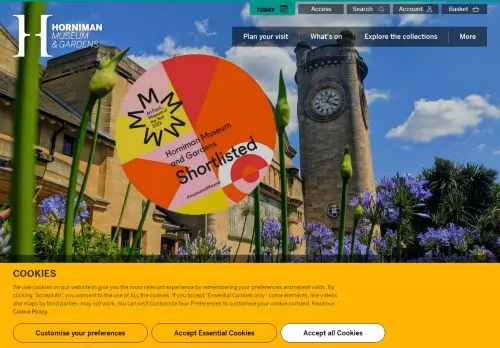 TODAY
Access
Search
Account
Basket
HORNIMAN
MUSEUM
& GARDENS
Plan your visit
What's on
Explore the collections
More
Art Fund_
Museum of
the Year
2022
Horniman Museum
and Gardens
Shortlisted
COOKIES
We use cookies on our website to give you the most relevant experience by remembering your preferences and repeat visits. By
clicking "Accept All", you consent to the use of ALL the cookies. If you accept "Essential Cookies only" some elements, like videos
and maps by third parties, may not work. You can visit Customise Your Preferences to customise your cookie consent. Read our
Cookie Policy.
Customise your preferences
Accept Essential Cookies
Accept all Cookies